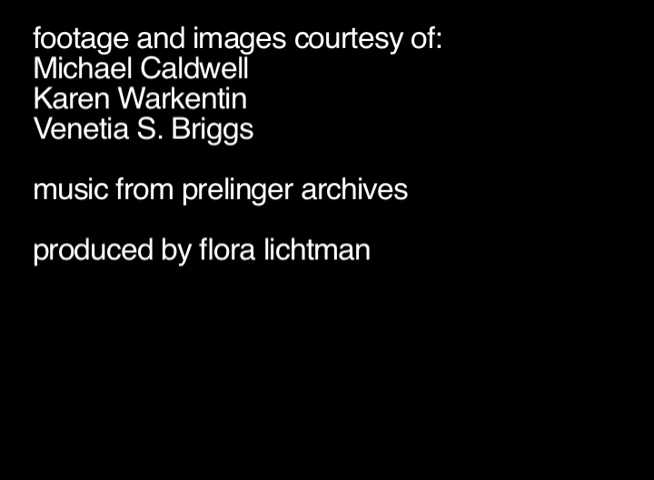 footage and images courtesy of:
Michael Caldwell
Karen Warkentin
Venetia S. Briggs
music from prelinger archives
produced by flora lichtman